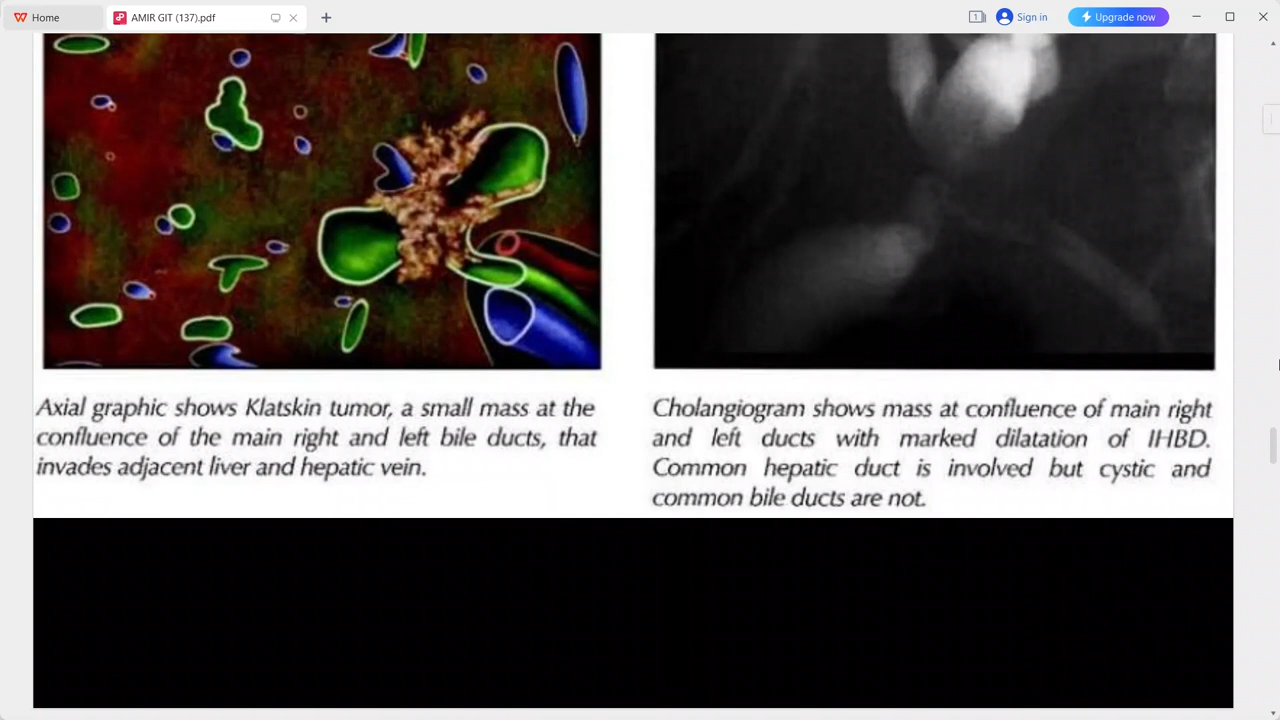 Home
AMIR GIT (137).pdf
1
Sign in
Upgrade now
Axial graphic shows Klatskin tumor, a small mass at the
confluence of the main right and left bile ducts, that
invades adjacent liver and hepatic vein.
Cholangiogram shows mass at confluence of main right
and left ducts with marked dilatation of IHBD.
Common hepatic duct is involved but cystic and
common bile ducts are not.